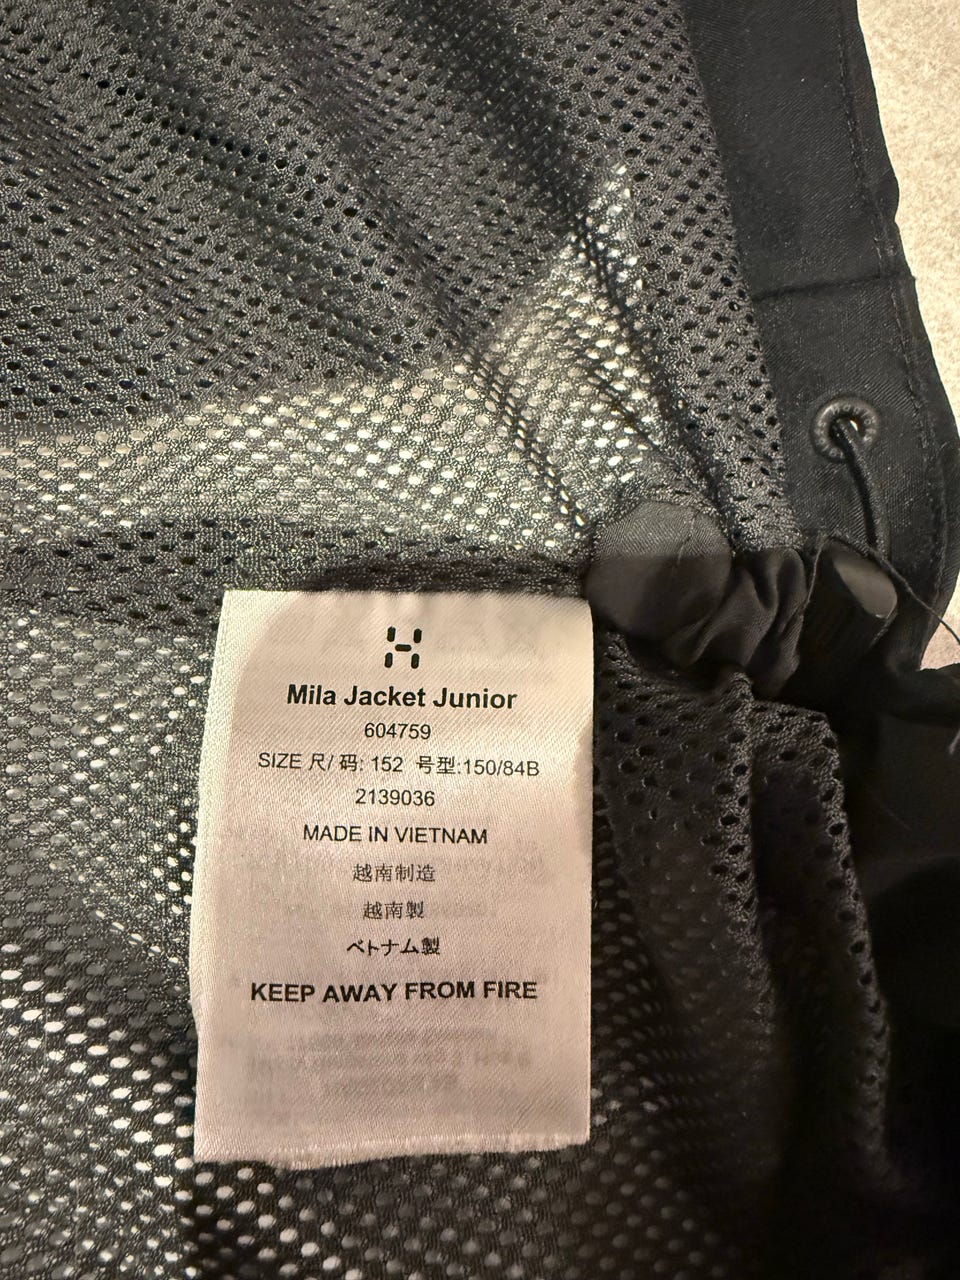 Mila Jacket Junior
604759
SIZE 尺/ 码: 152 号型:150/84B
2139036
MADE IN VIETNAM
越南制造
越南製
ベトナム製
KEEP AWAY FROM FIRE